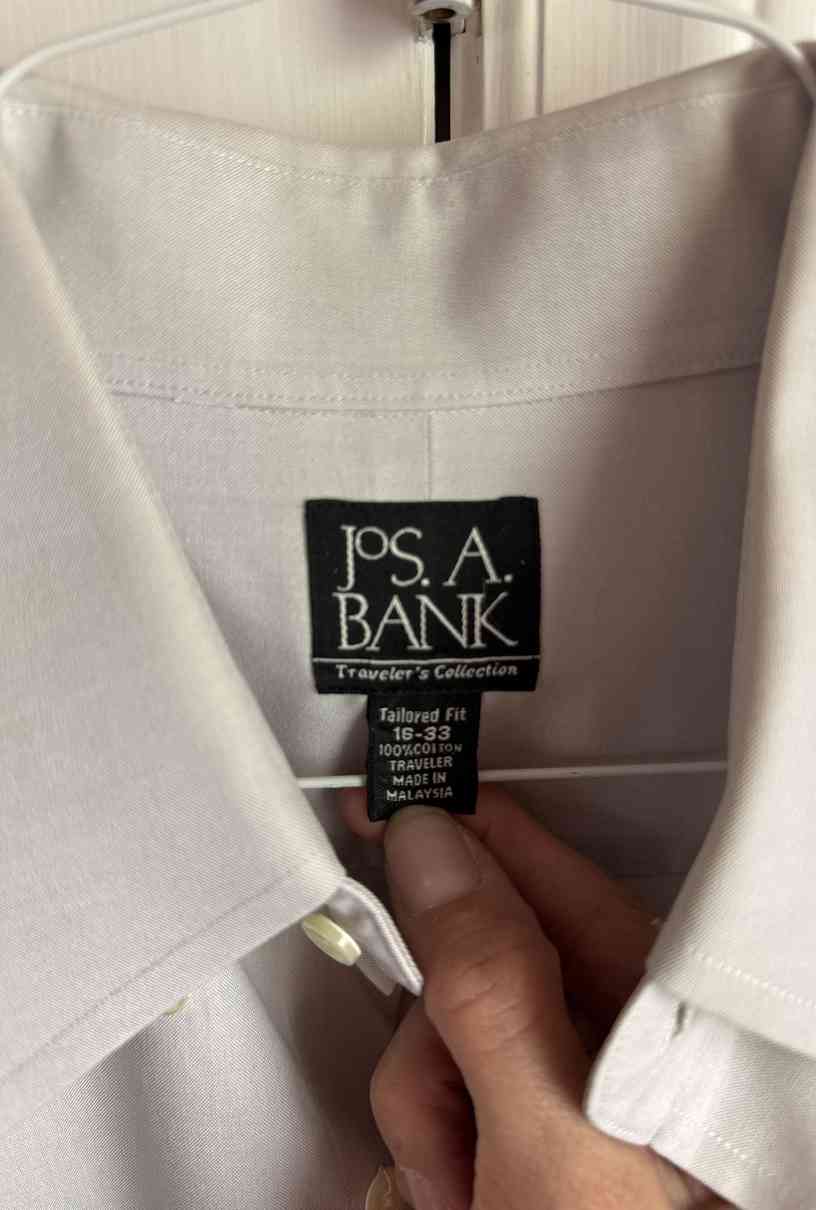 JOS. A.
BANK
Traveler's Collection
Tailored Fit
16-33
100%COTTON
TRAVELER
MADE IN
MALAYSIA